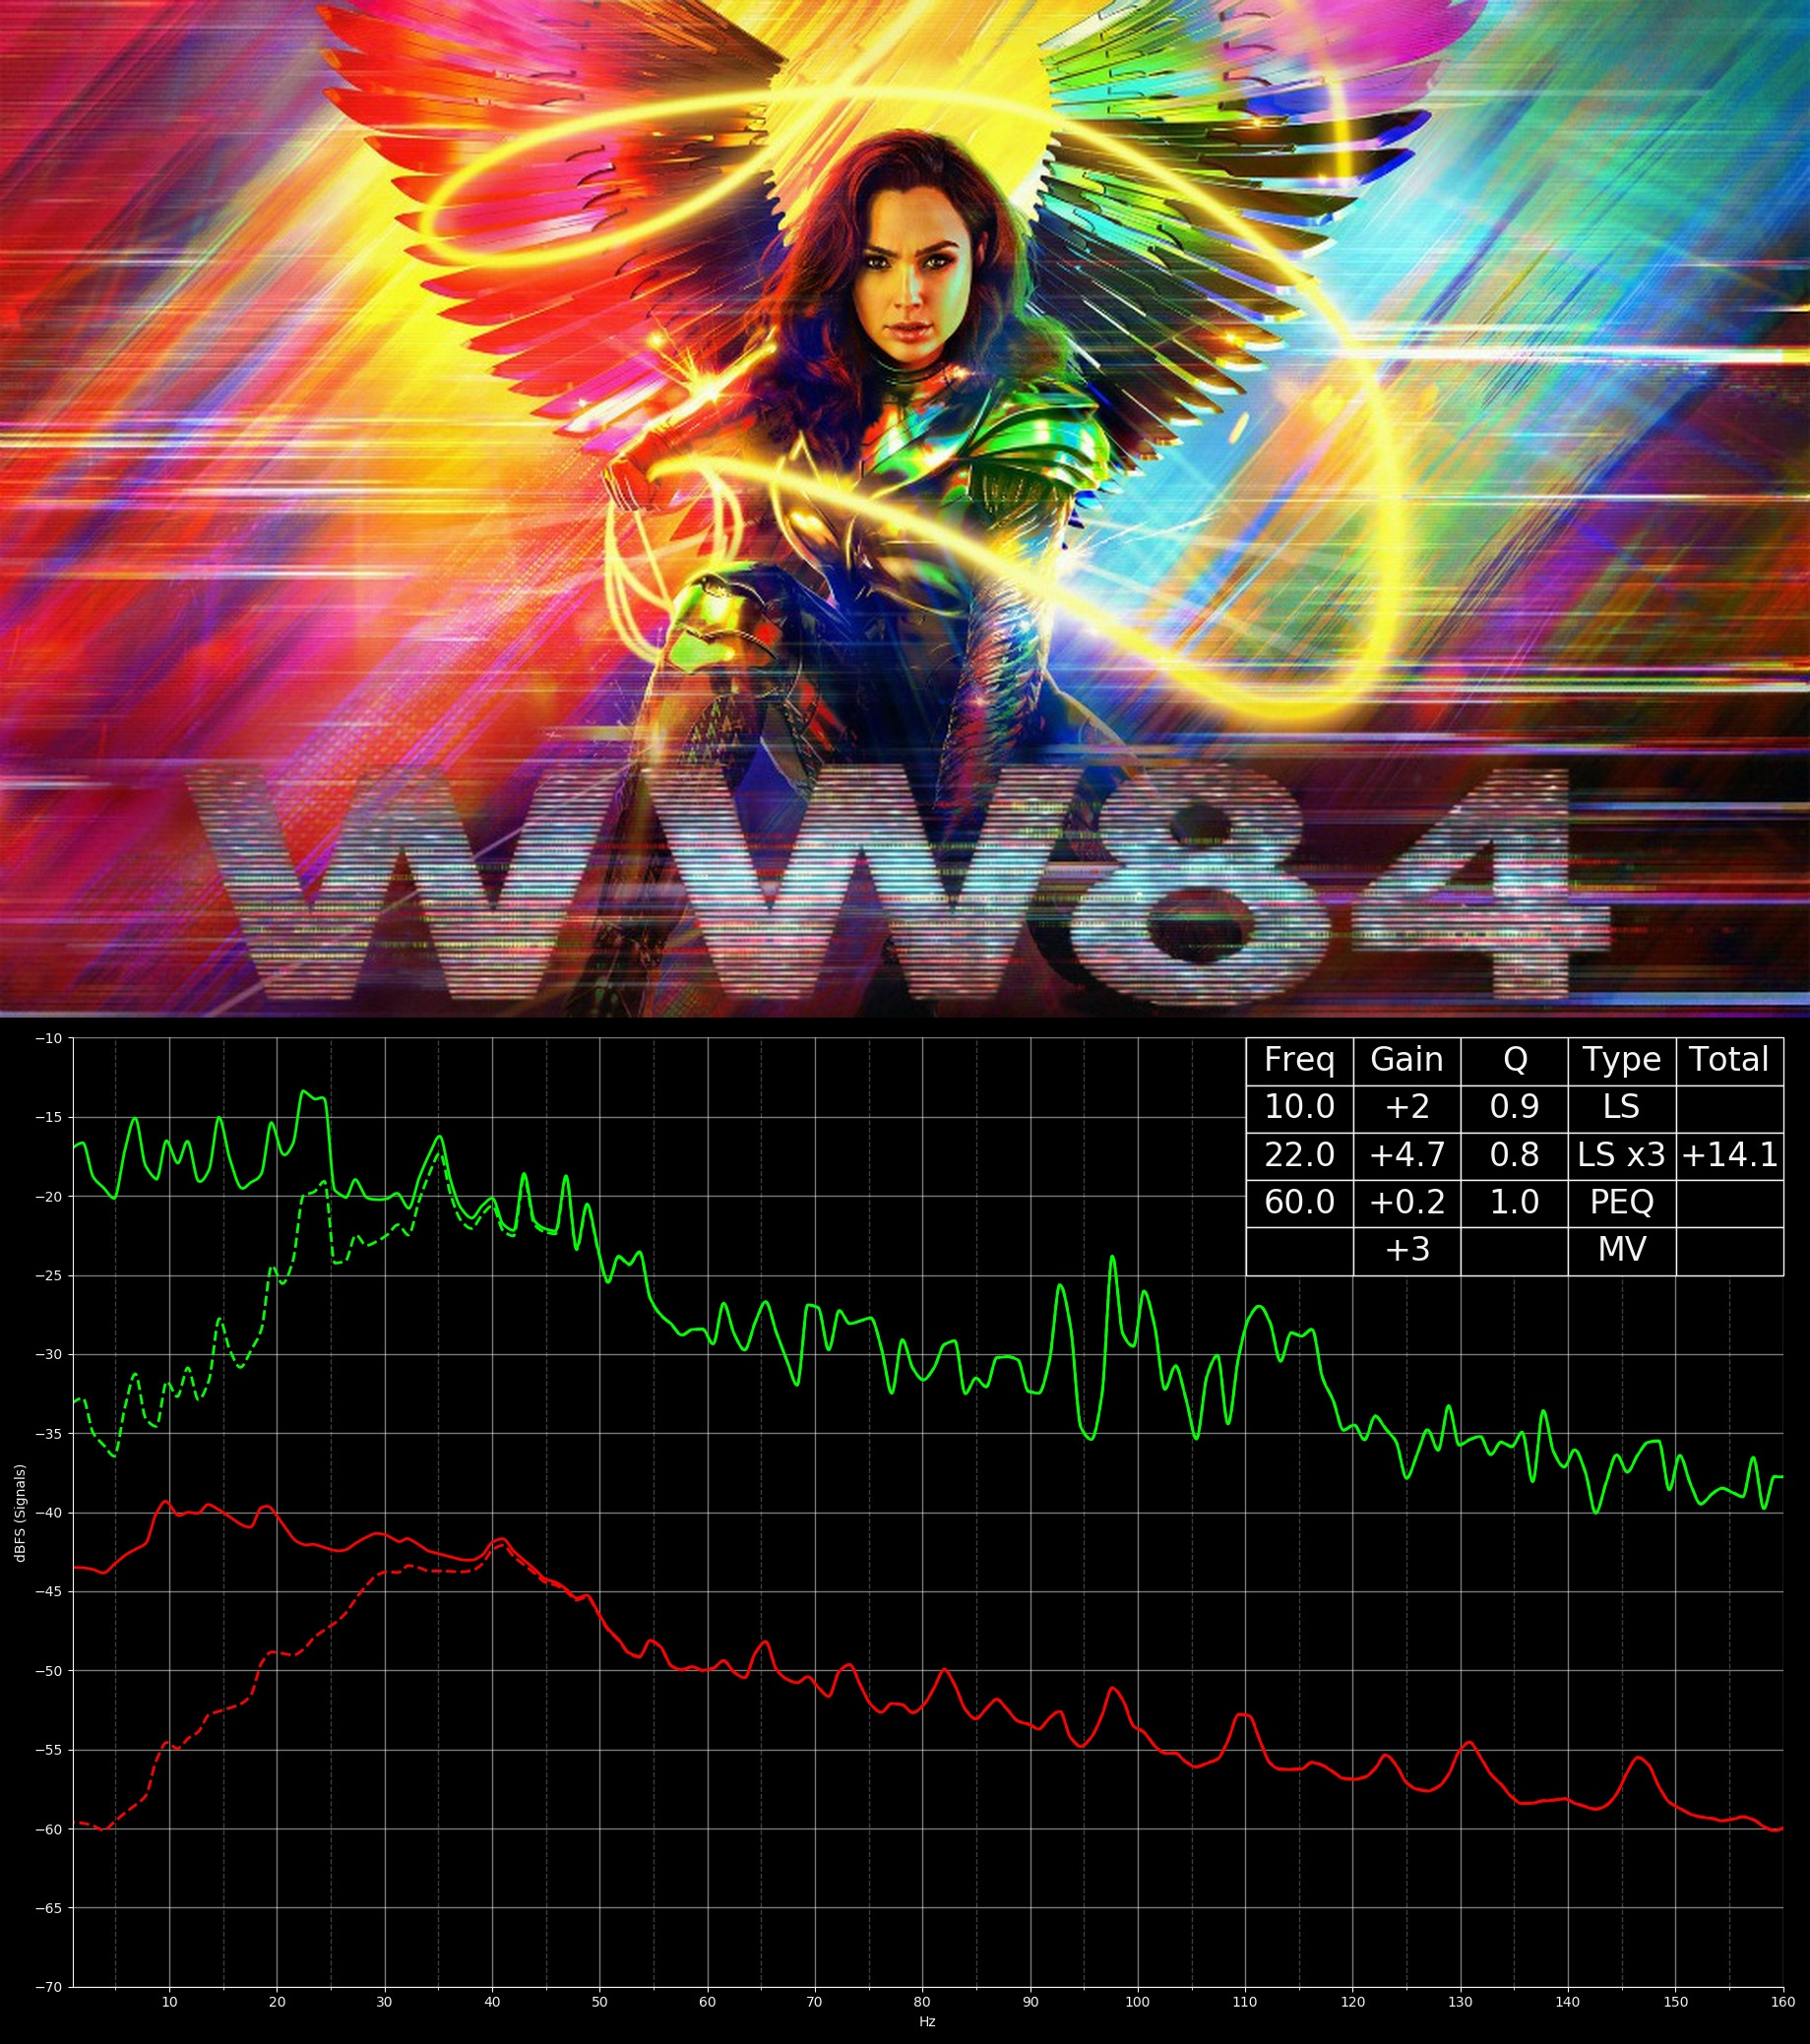 WW84
Freq Gain Q Type Total
10.0 +2 0.9 LS
22.0 +4.7 0.8 LS x3 +14.1
60.0 +0.2 1.0 PEQ
+3 MV
−10
−15
−20
−25
−30
−35
−40
−45
−50
−55
−60
−65
−70
dBFS (Signals)
10 20 30 40 50 60 70 80 90 100 110 120 130 140 150 160
Hz